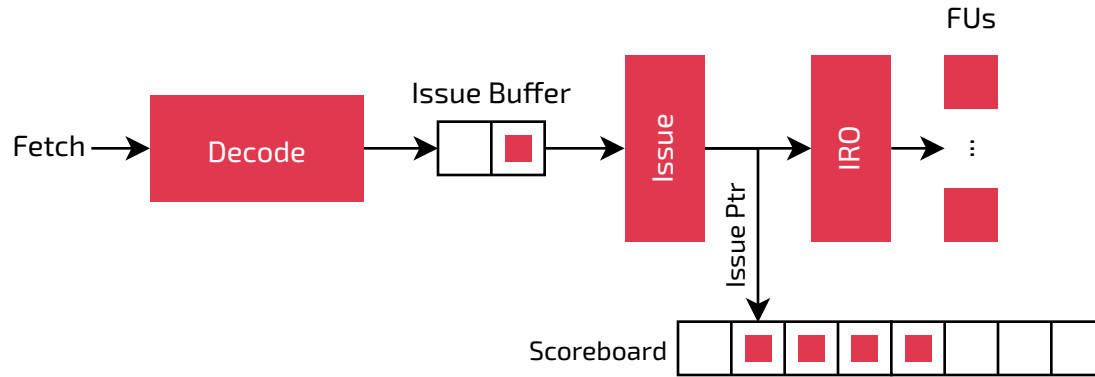 FUs
Issue Buffer
Fetch
Decode
Issue
IRO
...
Issue Ptr
Scoreboard